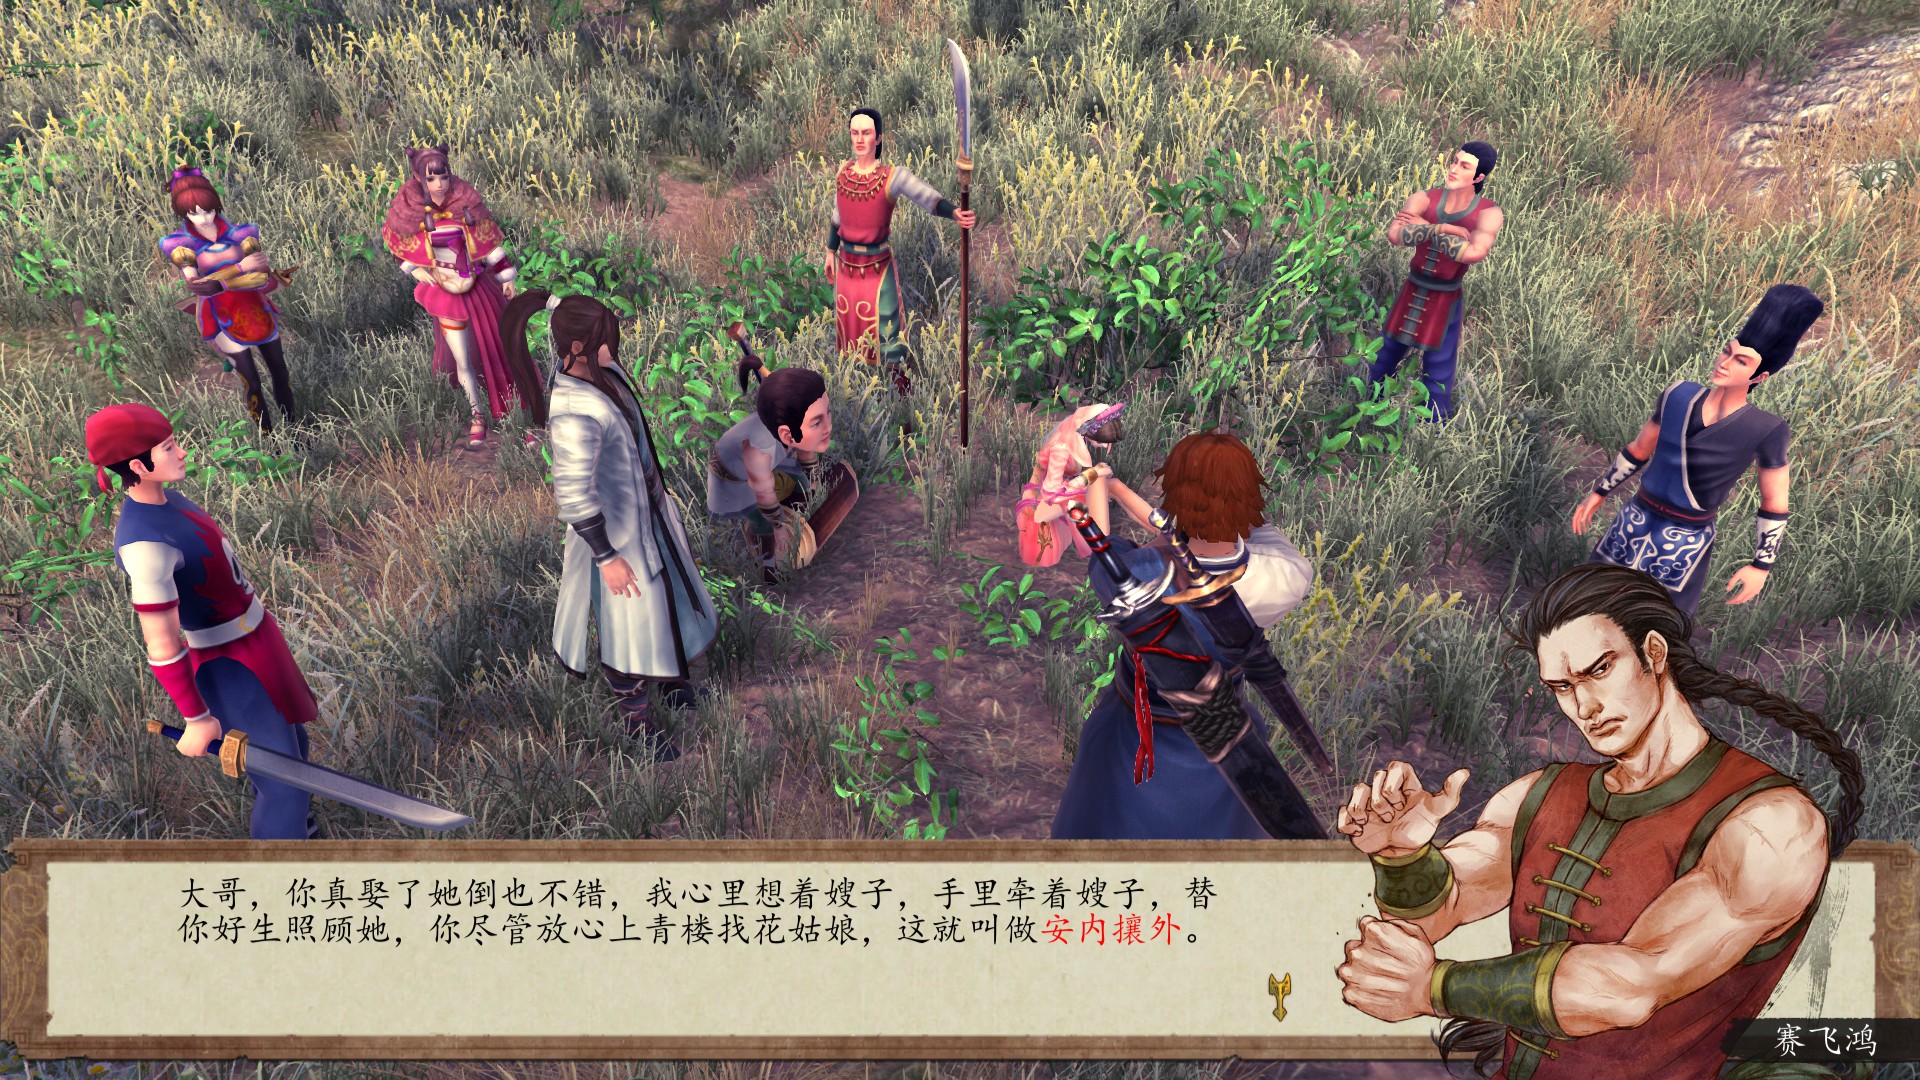 大哥，你真娶了她倒也不错，我心里想着嫂子，手里牵着嫂子，替
你好生照顾她，你尽管放心上青楼找花姑娘，这就叫做安内攘外。
赛飞鸿